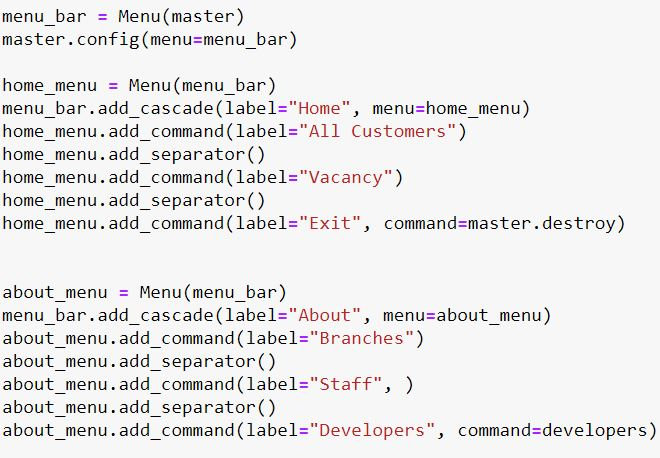 menu_bar = Menu(master)
master.config(menu=menu_bar)
home_menu = Menu(menu_bar)
menu_bar.add_cascade(label="Home", menu=home_menu)
home_menu.add_command(label="All Customers")
home_menu.add_separator()
home_menu.add_command(label="Vacancy")
home_menu.add_separator()
home_menu.add_command(label="Exit", command=master.destroy)
about_menu = Menu(menu_bar)
menu_bar.add_cascade(label="About", menu=about_menu)
about_menu.add_command(label="Branches")
about_menu.add_separator()
about_menu.add_command(label="Staff", )
about_menu.add_separator()
about_menu.add_command(label="Developers", command=developers)